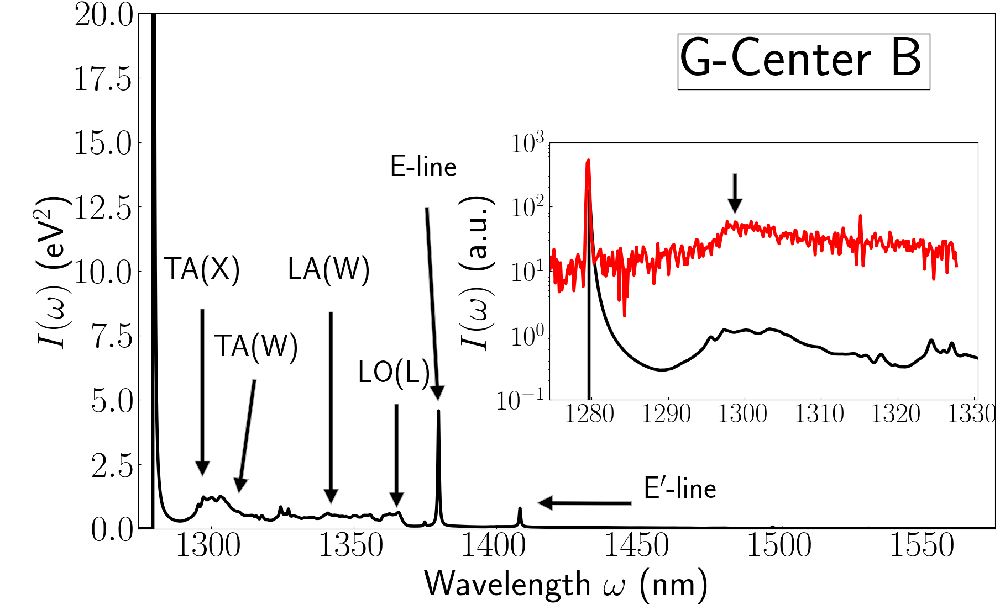 G-Center B
20.0
17.5
15.0
12.5
10.0
7.5
5.0
2.5
0.0
I(ω) (eV²)
E-line
TA(X)
LA(W)
TA(W)
LO(L)
E′-line
10³
10²
10¹
10⁰
10⁻¹
I(ω) (a.u.)
1280 1290 1300 1310 1320 1330
1300 1350 1400 1450 1500 1550
Wavelength ω (nm)